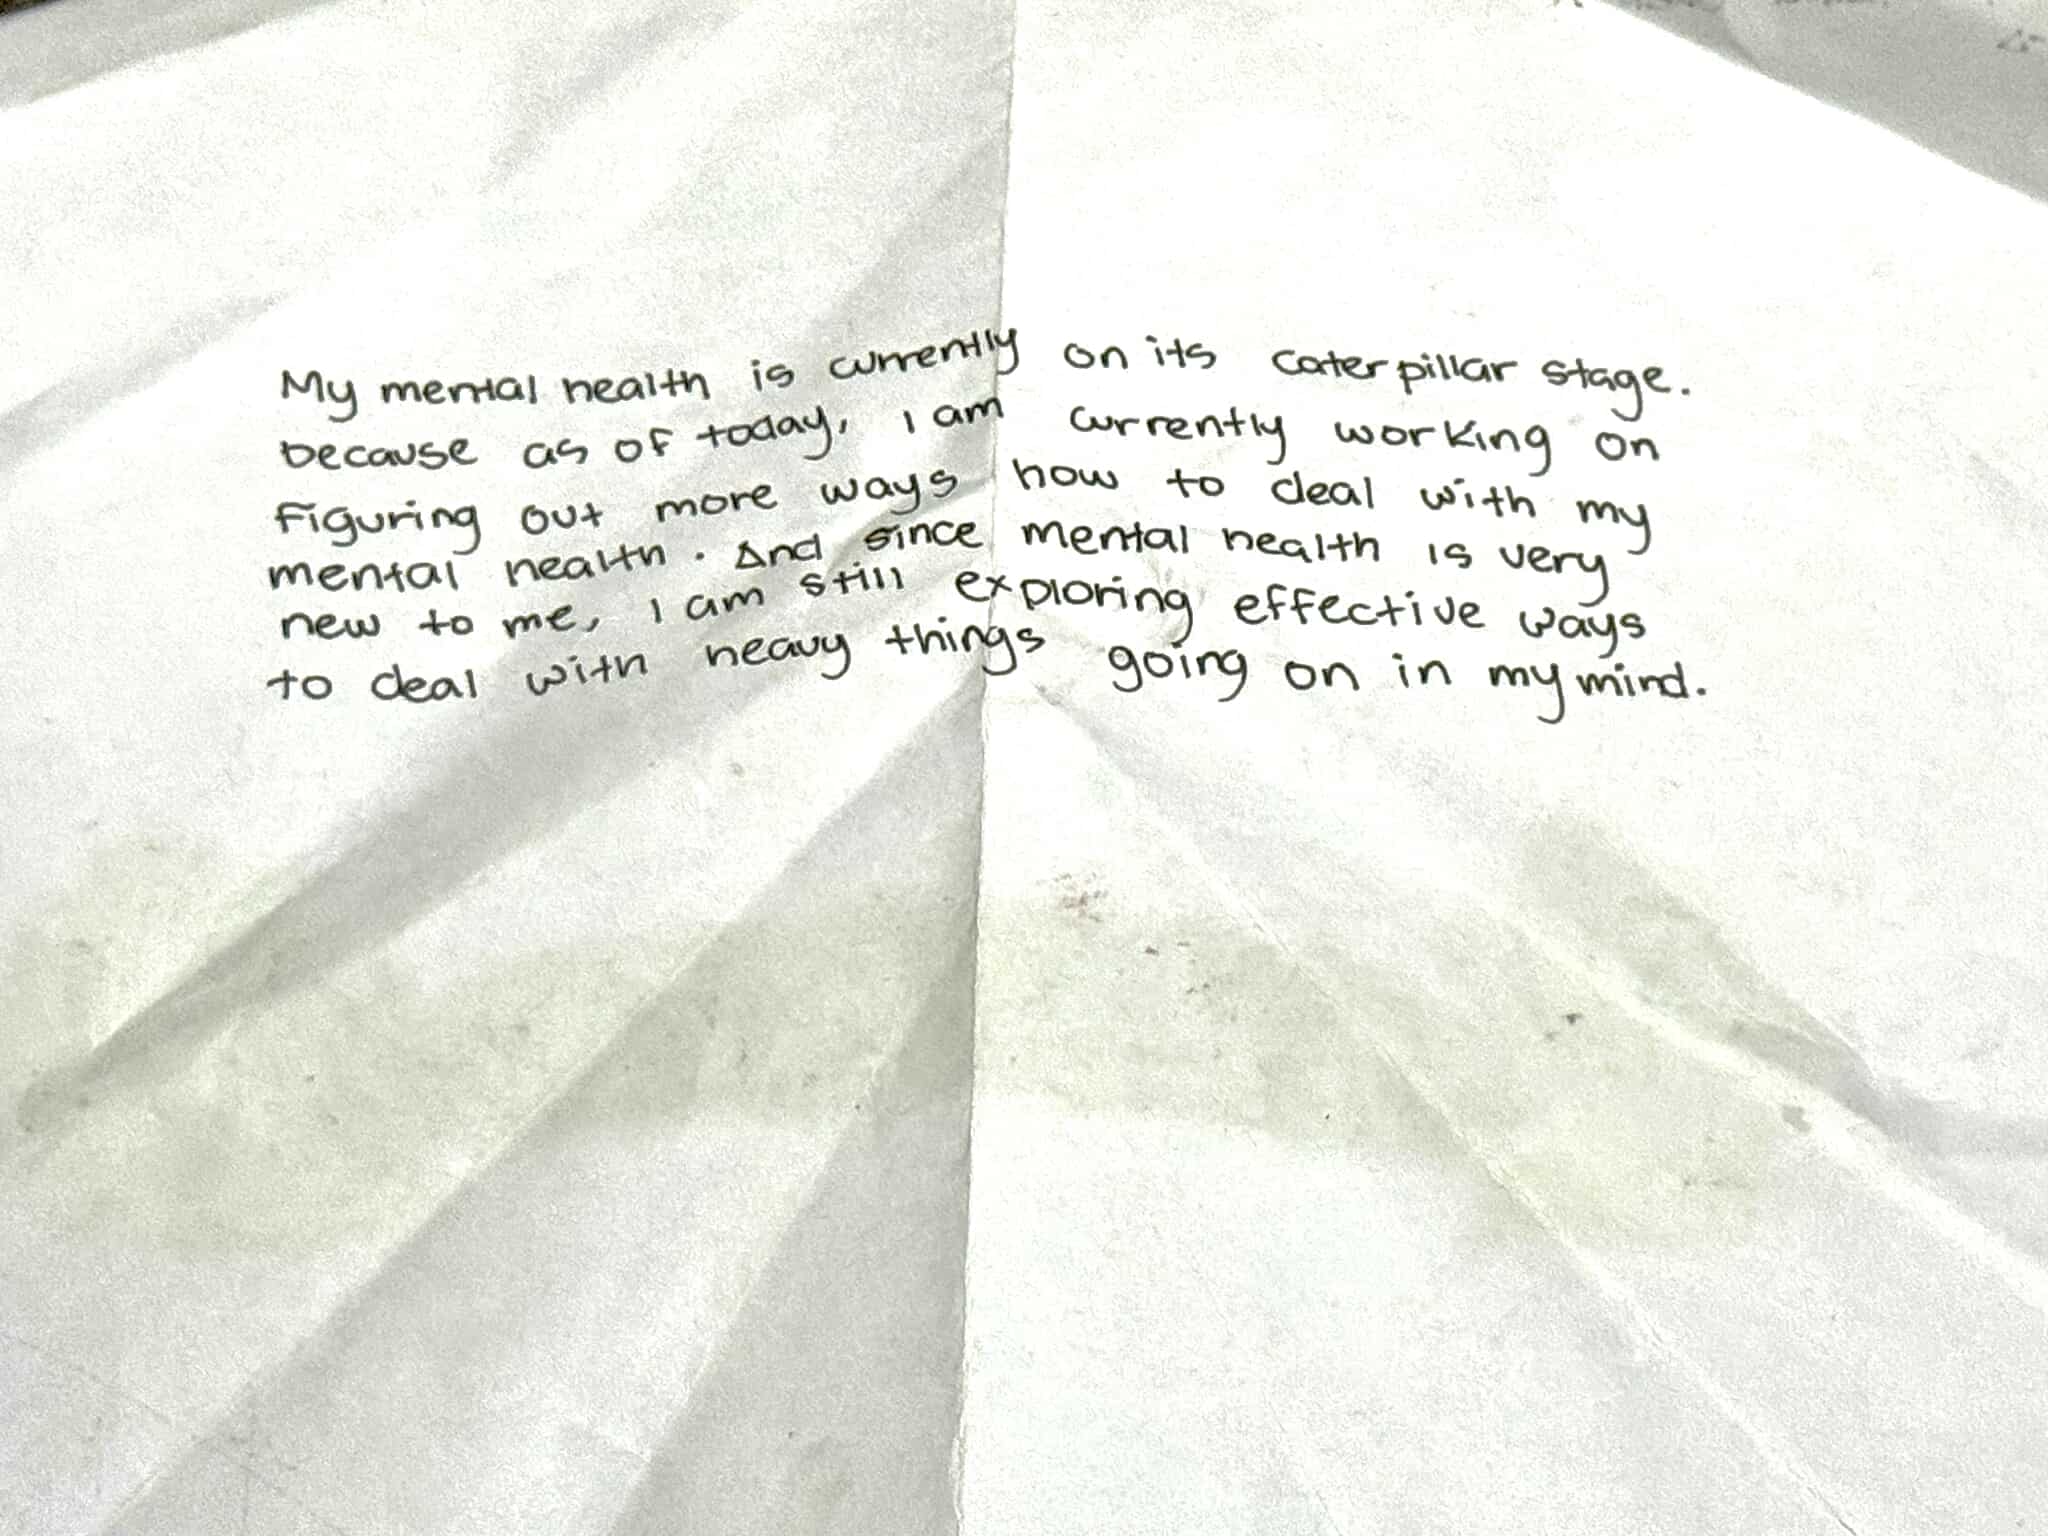 My mental health is currently on its caterpillar stage.
because as of today, I am currently working on
figuring out more ways how to deal with my
mental health. And since mental health is very
new to me, I am still exploring effective ways
to deal with heavy things going on in my mind.